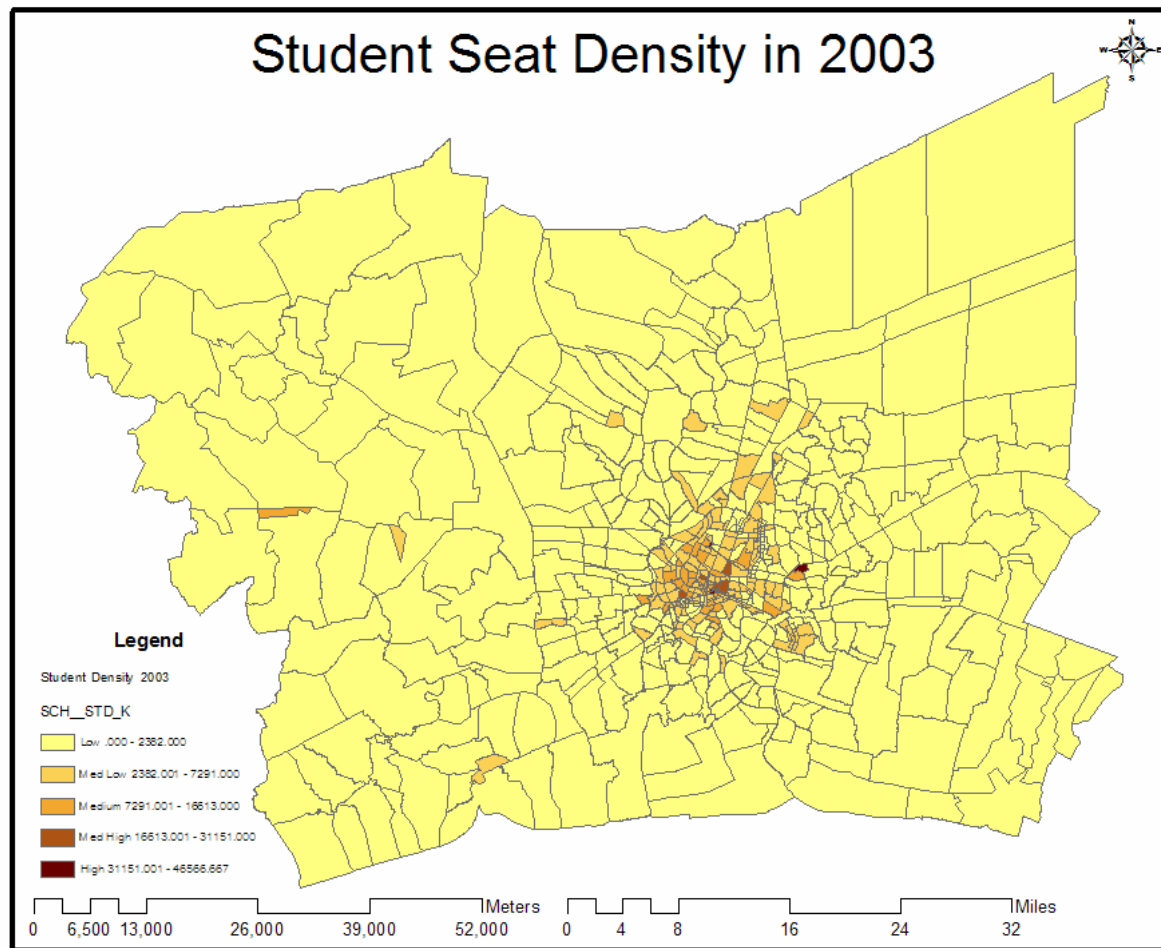 Student Seat Density in 2003
N
W E
S
Legend
Student Density 2003
SCH__STD_K
Low .000 - 2382.000
Med Low 2382.001 - 7291.000
Medium 7291.001 - 16613.000
Med High 16613.001 - 31151.000
High 31151.001 - 46566.667
Meters
0 6,500 13,000 26,000 39,000 52,000
Miles
0 4 8 16 24 32